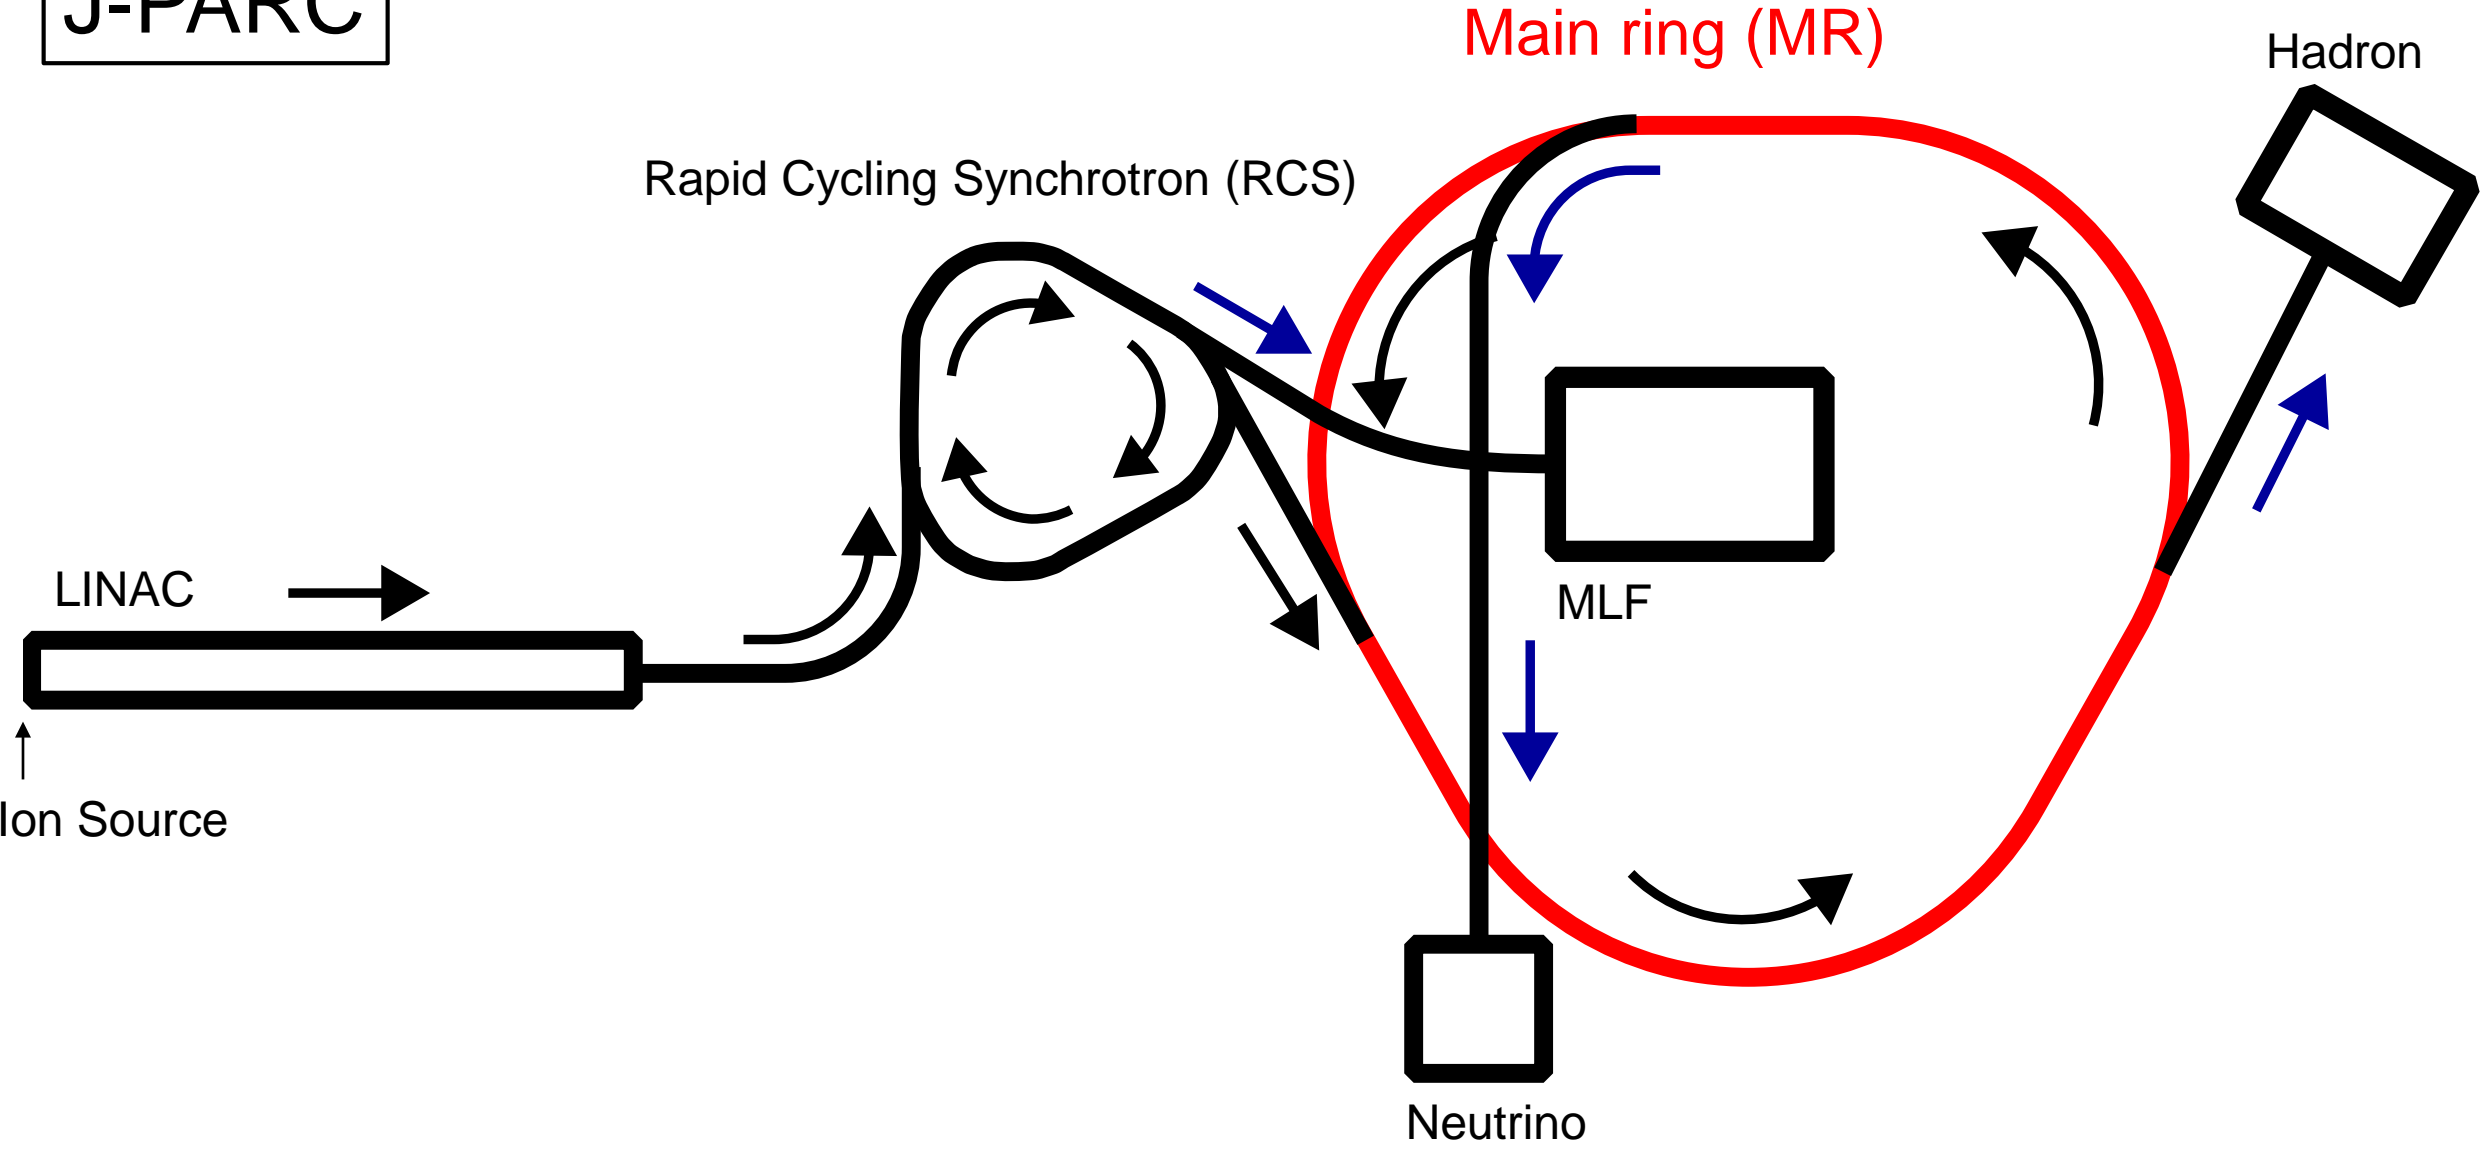 J-PARC
Main ring (MR)
Hadron
Rapid Cycling Synchrotron (RCS)
LINAC
MLF
Ion Source
Neutrino